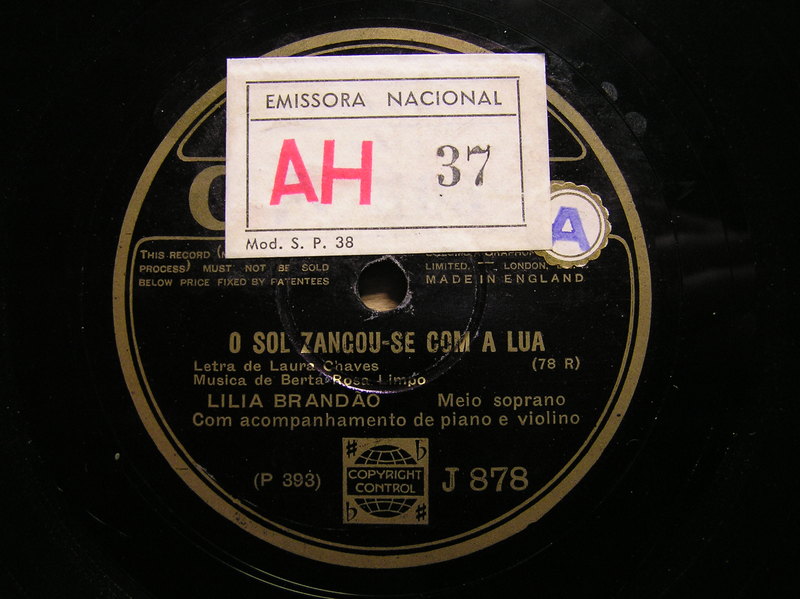 EMISSORA NACIONAL
AH 37
Mod. S. P. 38
A
THIS RECORD
PROCESS) MUST NOT BE SOLD
BELOW PRICE FIXED BY PATENTEES
LIMITED, LONDON,
MADE IN ENGLAND
O SOL ZANGOU-SE COM A LUA
Letra de Laura Chaves (78 R)
Musica de Berta Rosa Limpo
LILIA BRANDÃO Meio soprano
Com acompanhamento de piano e violino
(P 393) COPYRIGHT CONTROL J 878